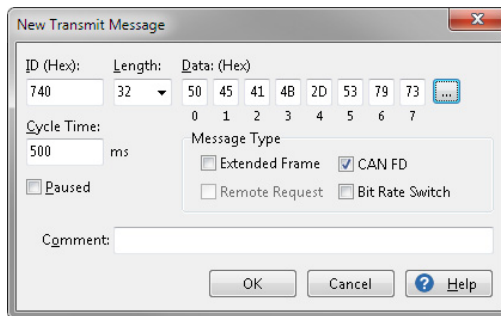 New Transmit Message
x
ID (Hex): Length: Data: (Hex)
740 32 50 45 41 4B 2D 53 79 73 ...
0 1 2 3 4 5 6 7
Cycle Time: Message Type
500 ms Extended Frame CAN FD
Paused Remote Request Bit Rate Switch
Comment:
OK Cancel ? Help